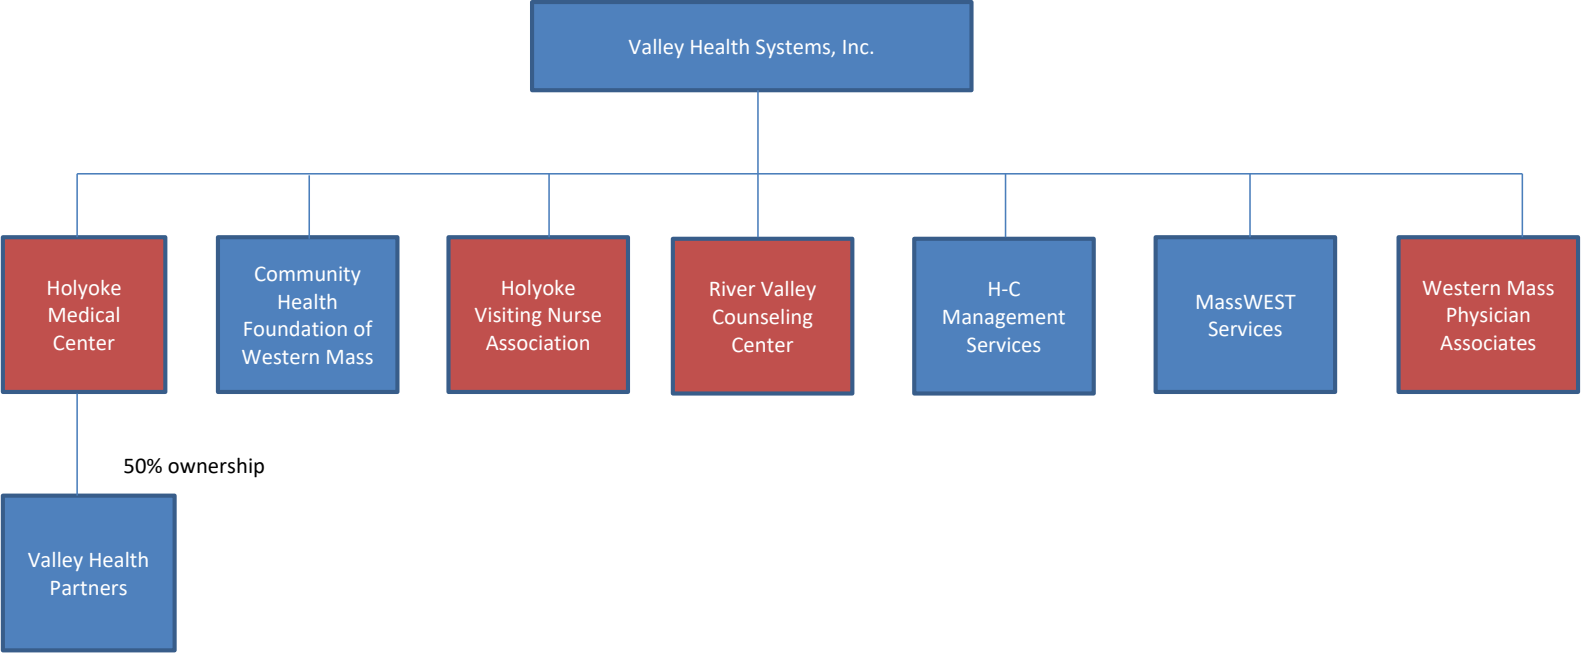 Valley Health Systems, Inc.
Holyoke
Medical
Center
Community
Health
Foundation of
Western Mass
Holyoke
Visiting Nurse
Association
River Valley
Counseling
Center
H-C
Management
Services
MassWEST
Services
Western Mass
Physician
Associates
50% ownership
Valley Health
Partners